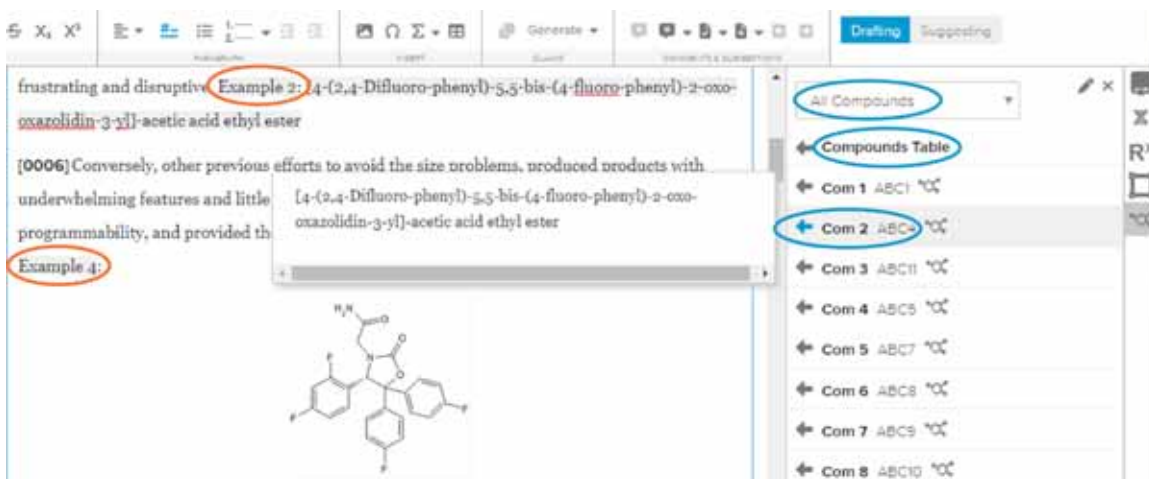 S X₂ X² Generate Drafting Suggesting
INSERT
frustrating and disruptive Example 2: [4-(2,4-Difluoro-phenyl)-5,5-bis-(4-fluoro-phenyl)-2-oxo-
oxazolidin-3-yl]-acetic acid ethyl ester
[0006] Conversely, other previous efforts to avoid the size problems, produced products with
underwhelming features and little
programmability, and provided th
Example 4:
[4-(2,4-Difluoro-phenyl)-5,5-bis-(4-fluoro-phenyl)-2-oxo-
oxazolidin-3-yl]-acetic acid ethyl ester
H₂N
O
O
N
O
F
F
F
F
All Compounds
Compounds Table
Com 1 ABC1
Com 2 ABC4
Com 3 ABC11
Com 4 ABC5
Com 5 ABC7
Com 6 ABC8
Com 7 ABC9
Com 8 ABC10